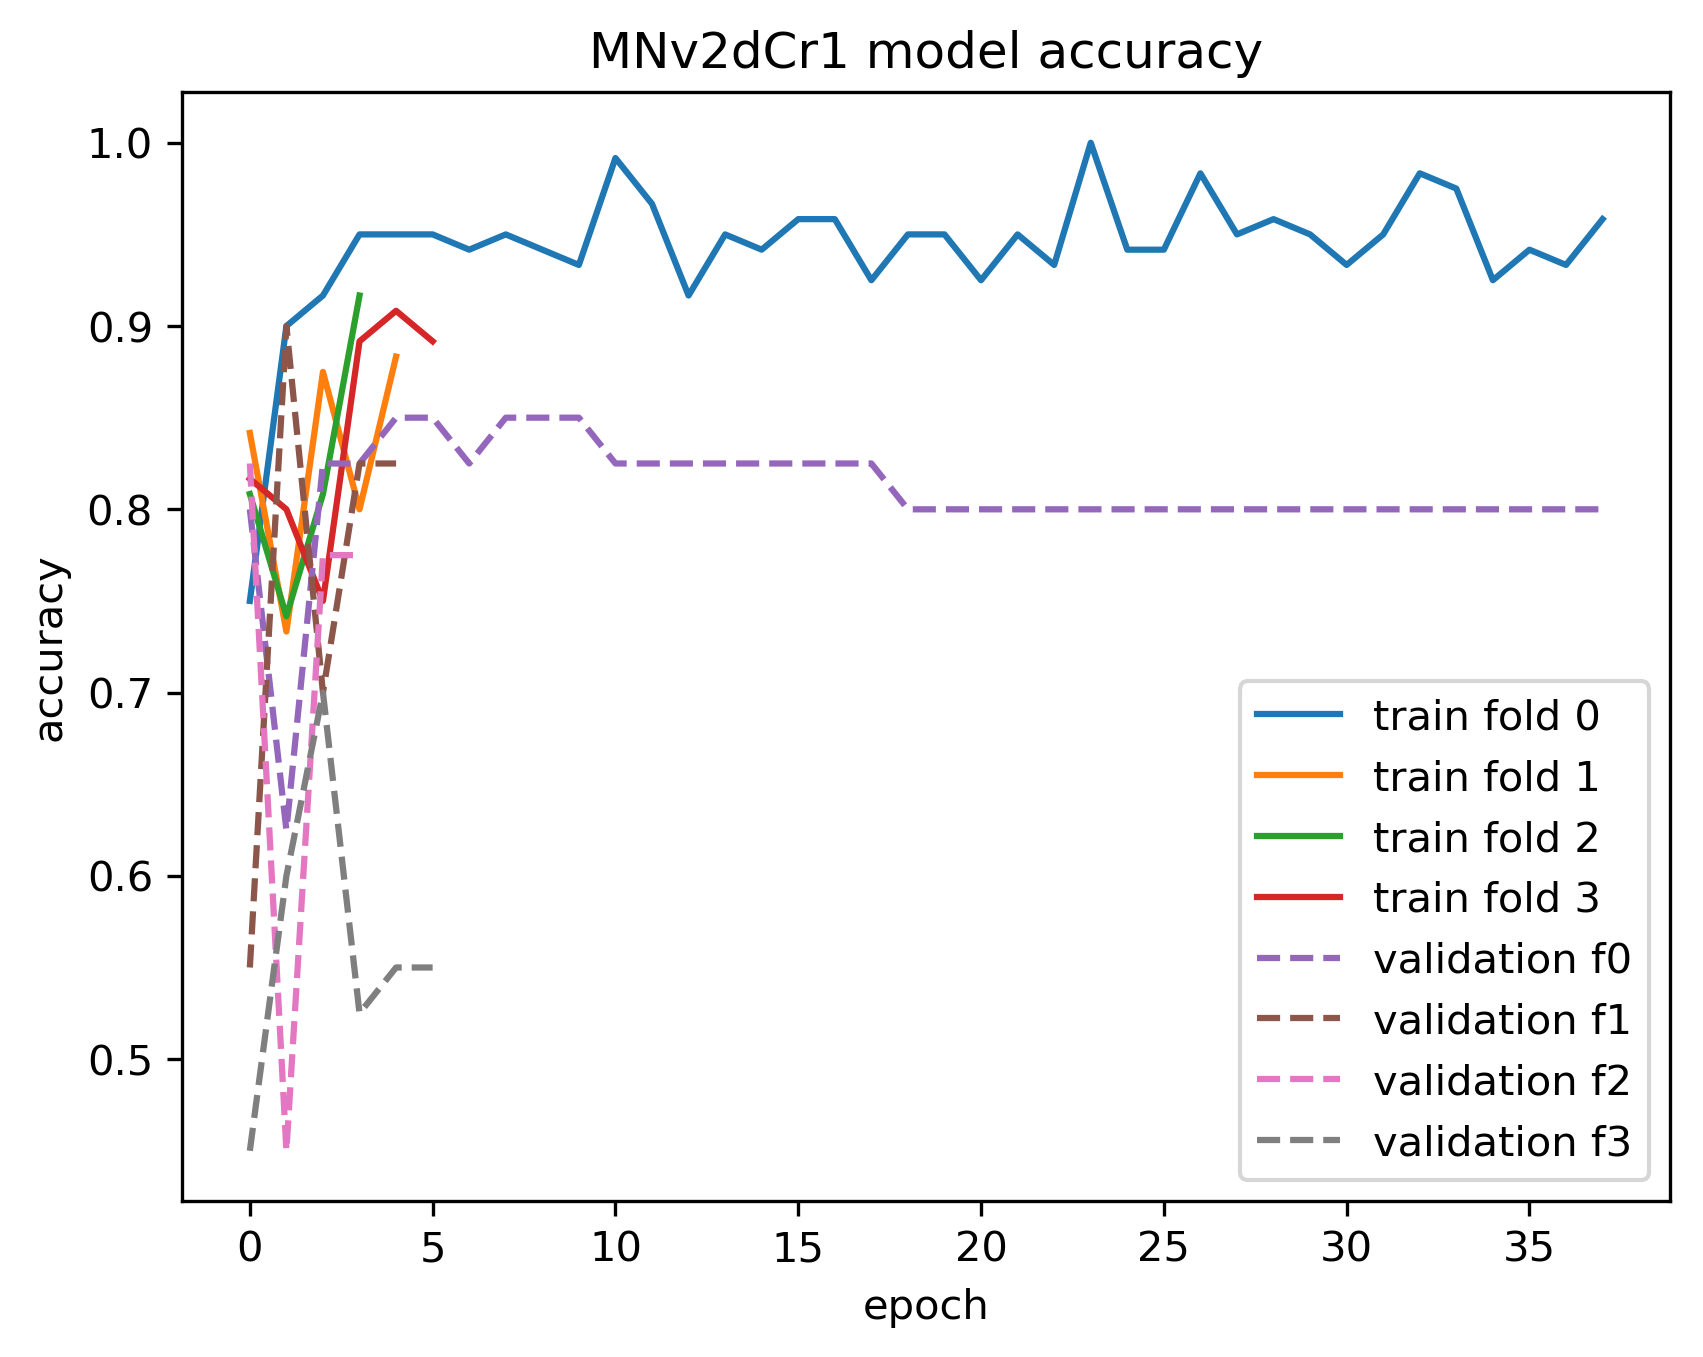 MNv2dCr1 model accuracy
accuracy
1.0
0.9
0.8
0.7
0.6
0.5
train fold 0
train fold 1
train fold 2
train fold 3
validation f0
validation f1
validation f2
validation f3
0 5 10 15 20 25 30 35
epoch